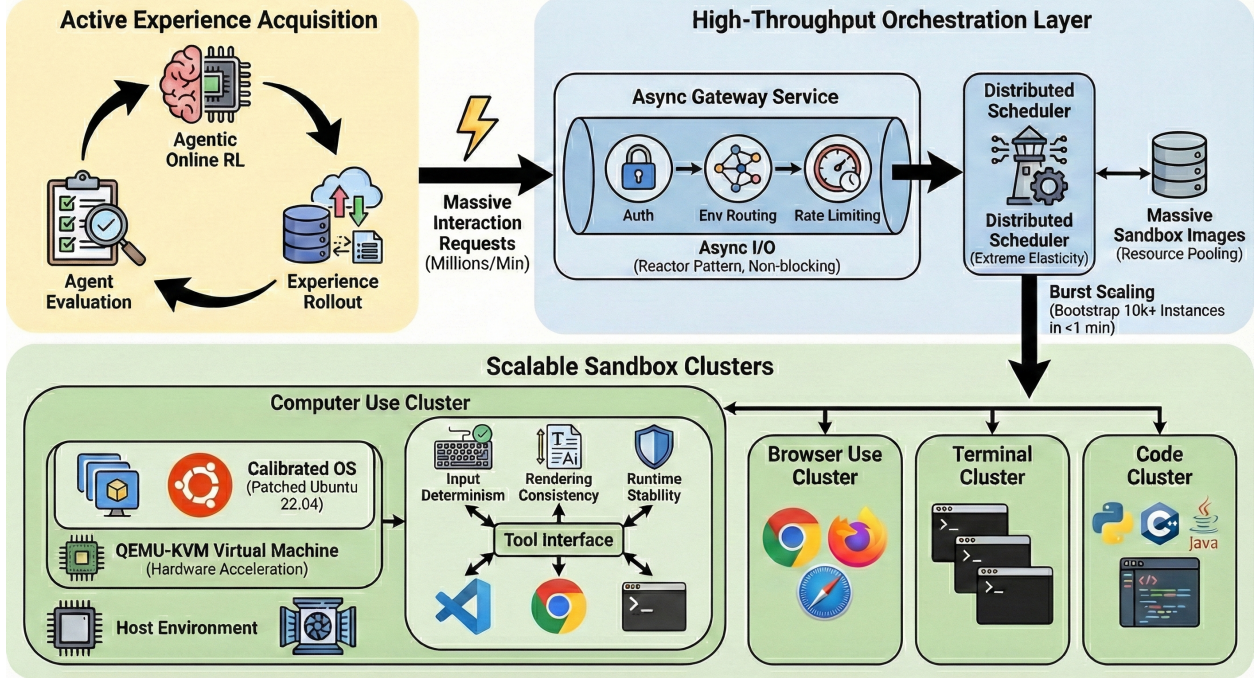 Active Experience Acquisition
Agentic
Online RL
Agent
Evaluation
Experience
Rollout
Massive
Interaction
Requests
(Millions/Min)
High-Throughput Orchestration Layer
Async Gateway Service
Auth
Env Routing
Rate Limiting
Async I/O
(Reactor Pattern, Non-blocking)
Distributed
Scheduler
Distributed
Scheduler
(Extreme Elasticity)
Massive
Sandbox Images
(Resource Pooling)
Burst Scaling
(Bootstrap 10k+ Instances
in <1 min)
Scalable Sandbox Clusters
Computer Use Cluster
Calibrated OS
(Patched Ubuntu
22.04)
QEMU-KVM Virtual Machine
(Hardware Acceleration)
Host Environment
T
Ai
Input
Determinism
Rendering
Consistency
Runtime
Stability
Tool Interface
>_
Browser Use
Cluster
Terminal
Cluster
>_
>_
>_
Code
Cluster
C++
Java
</>